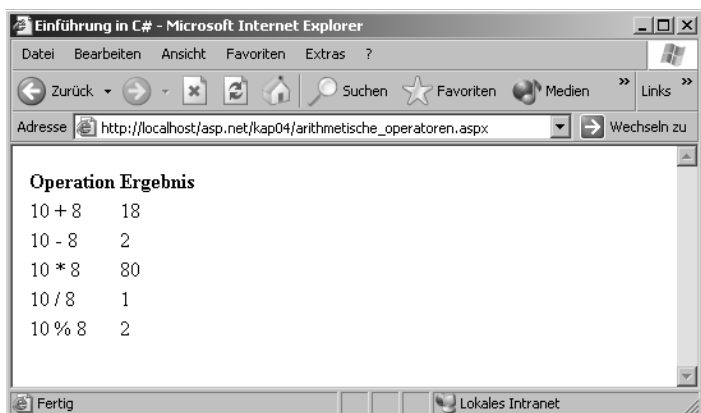 Einführung in C# - Microsoft Internet Explorer
Datei Bearbeiten Ansicht Favoriten Extras ?
Zurück Suchen Favoriten Medien » Links »
Adresse http://localhost/asp.net/kap04/arithmetische_operatoren.aspx Wechseln zu
Operation Ergebnis
10 + 8 18
10 - 8 2
10 * 8 80
10 / 8 1
10 % 8 2
Fertig Lokales Intranet